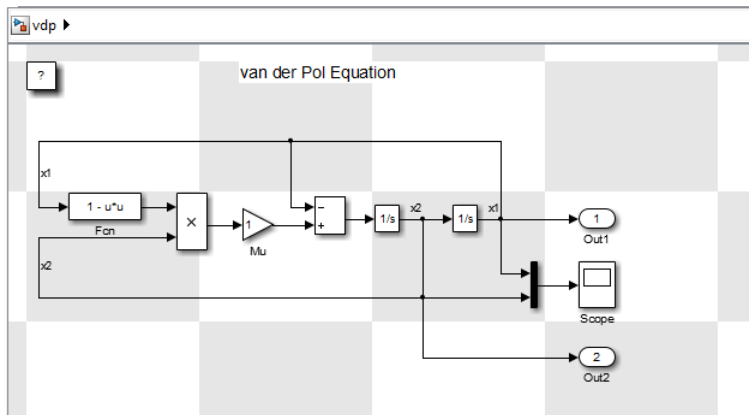 vdp
?
van der Pol Equation
x1
1 - u*u
Fcn
×
1
Mu
−
+
1/s
x2
1/s
x1
1
Out1
x2
Scope
2
Out2